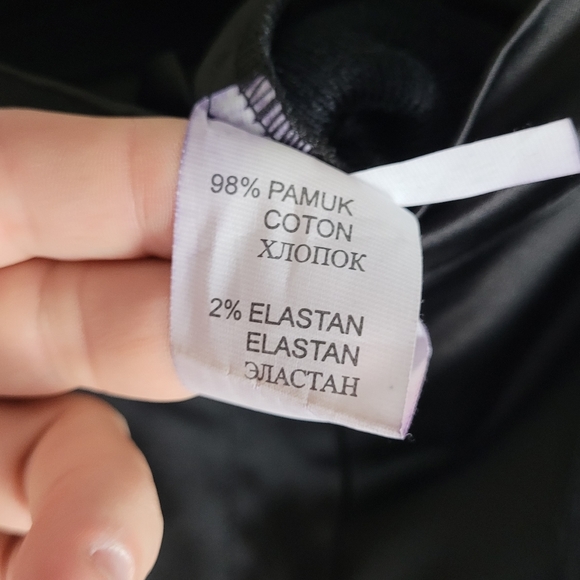 98% PAMUK
COTON
ХЛОПОК
2% ELASTAN
ELASTAN
ЭЛАСТАН